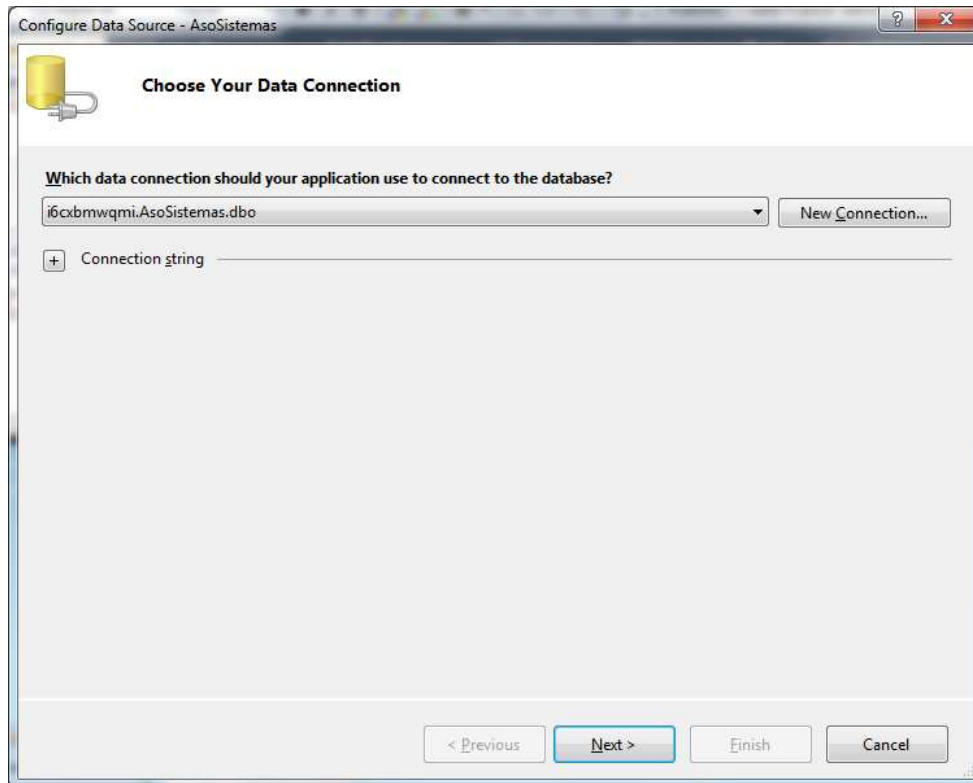 Configure Data Source - AsoSistemas
Choose Your Data Connection
Which data connection should your application use to connect to the database?
i6cxbmwqmi.AsoSistemas.dbo
New Connection...
+ Connection string
< Previous
Next >
Finish
Cancel